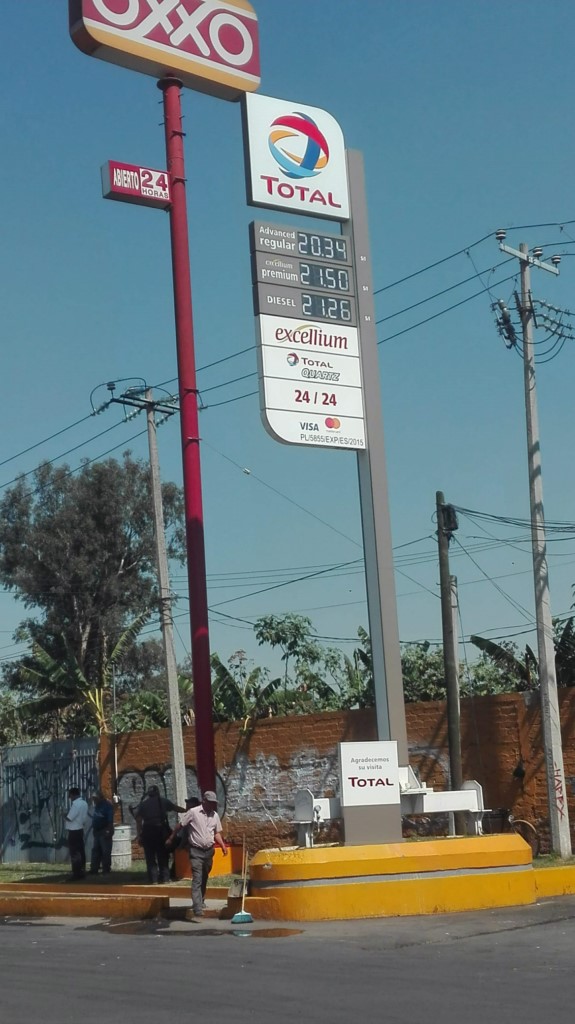 OXXO
ABIERTO 24
HORAS
TOTAL
Advanced
regular 20.34
excellium
premium 21.50
DIESEL 21.26
excellium
TOTAL
QUARTZ
24 / 24
VISA mastercard
PL/5855/EXP/ES/2015
Agradecemos
su visita
TOTAL